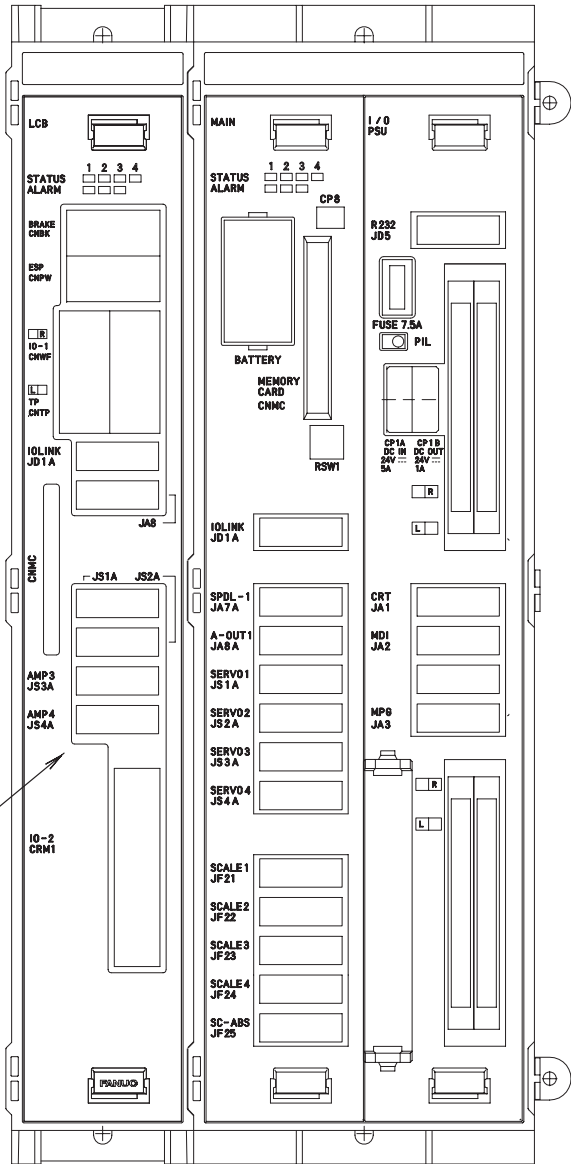 LCB
1 2 3 4
STATUS
ALARM
BRAKE
CNBK
ESP
CNPW
R
IO-1
CNWF
L
TP
CNTP
IOLINK
JD1A
JA8
CNMC
JS1A JS2A
AMP3
JS3A
AMP4
JS4A
IO-2
CRM1
FANUC
MAIN
1 2 3 4
STATUS
ALARM
CP8
BATTERY
MEMORY
CARD
CNMC
RSW1
IOLINK
JD1A
SPDL-1
JA7A
A-OUT1
JA8A
SERVO1
JS1A
SERVO2
JS2A
SERVO3
JS3A
SERVO4
JS4A
SCALE1
JF21
SCALE2
JF22
SCALE3
JF23
SCALE4
JF24
SC-ABS
JF25
I/O
PSU
R232
JD5
FUSE 7.5A
PIL
CP1A CP1B
DC IN DC OUT
24V 24V
5A 1A
R
L
CRT
JA1
MDI
JA2
MPG
JA3
R
L